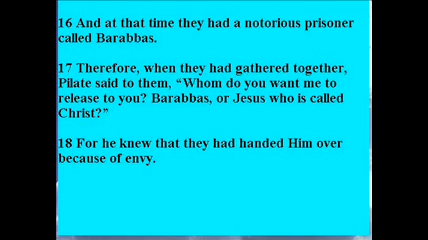 16 And at that time they had a notorious prisoner
called Barabbas.
17 Therefore, when they had gathered together,
Pilate said to them, “Whom do you want me to
release to you? Barabbas, or Jesus who is called
Christ?”
18 For he knew that they had handed Him over
because of envy.